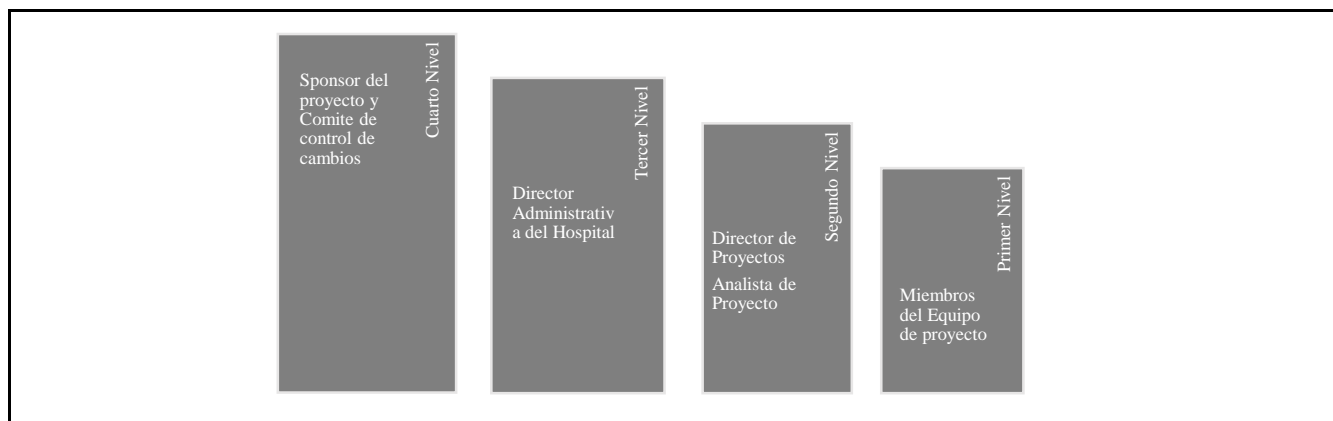 Sponsor del
proyecto y
Comite de
control de
cambios
Cuarto Nivel
Director
Administrativ
a del Hospital
Tercer Nivel
Director de
Proyectos
Analista de
Proyecto
Segundo Nivel
Miembros
del Equipo
de proyecto
Primer Nivel